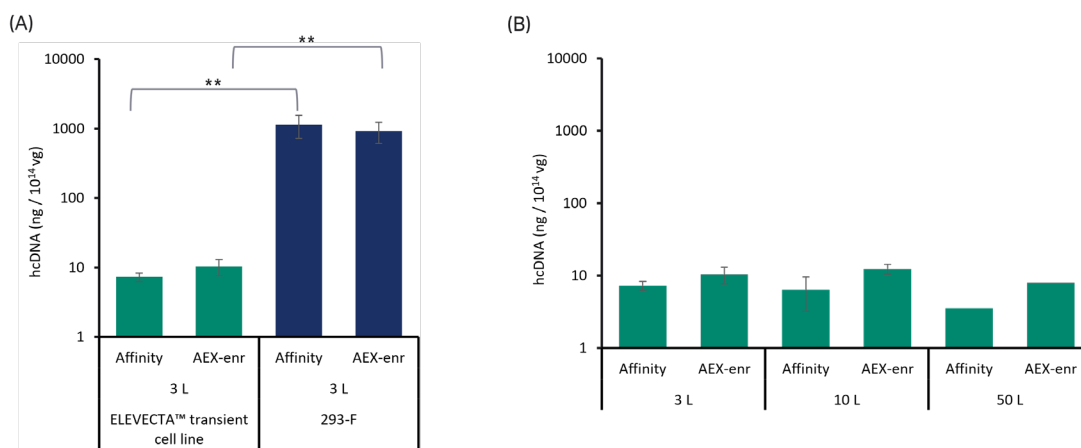 (A)
**
**
10000
1000
100
10
1
hcDNA (ng / 10¹⁴ vg)
Affinity AEX-enr Affinity AEX-enr
3 L 3 L
ELEVECTA™ transient 293-F
cell line
(B)
10000
1000
100
10
1
hcDNA (ng / 10¹⁴ vg)
Affinity AEX-enr Affinity AEX-enr Affinity AEX-enr
3 L 10 L 50 L